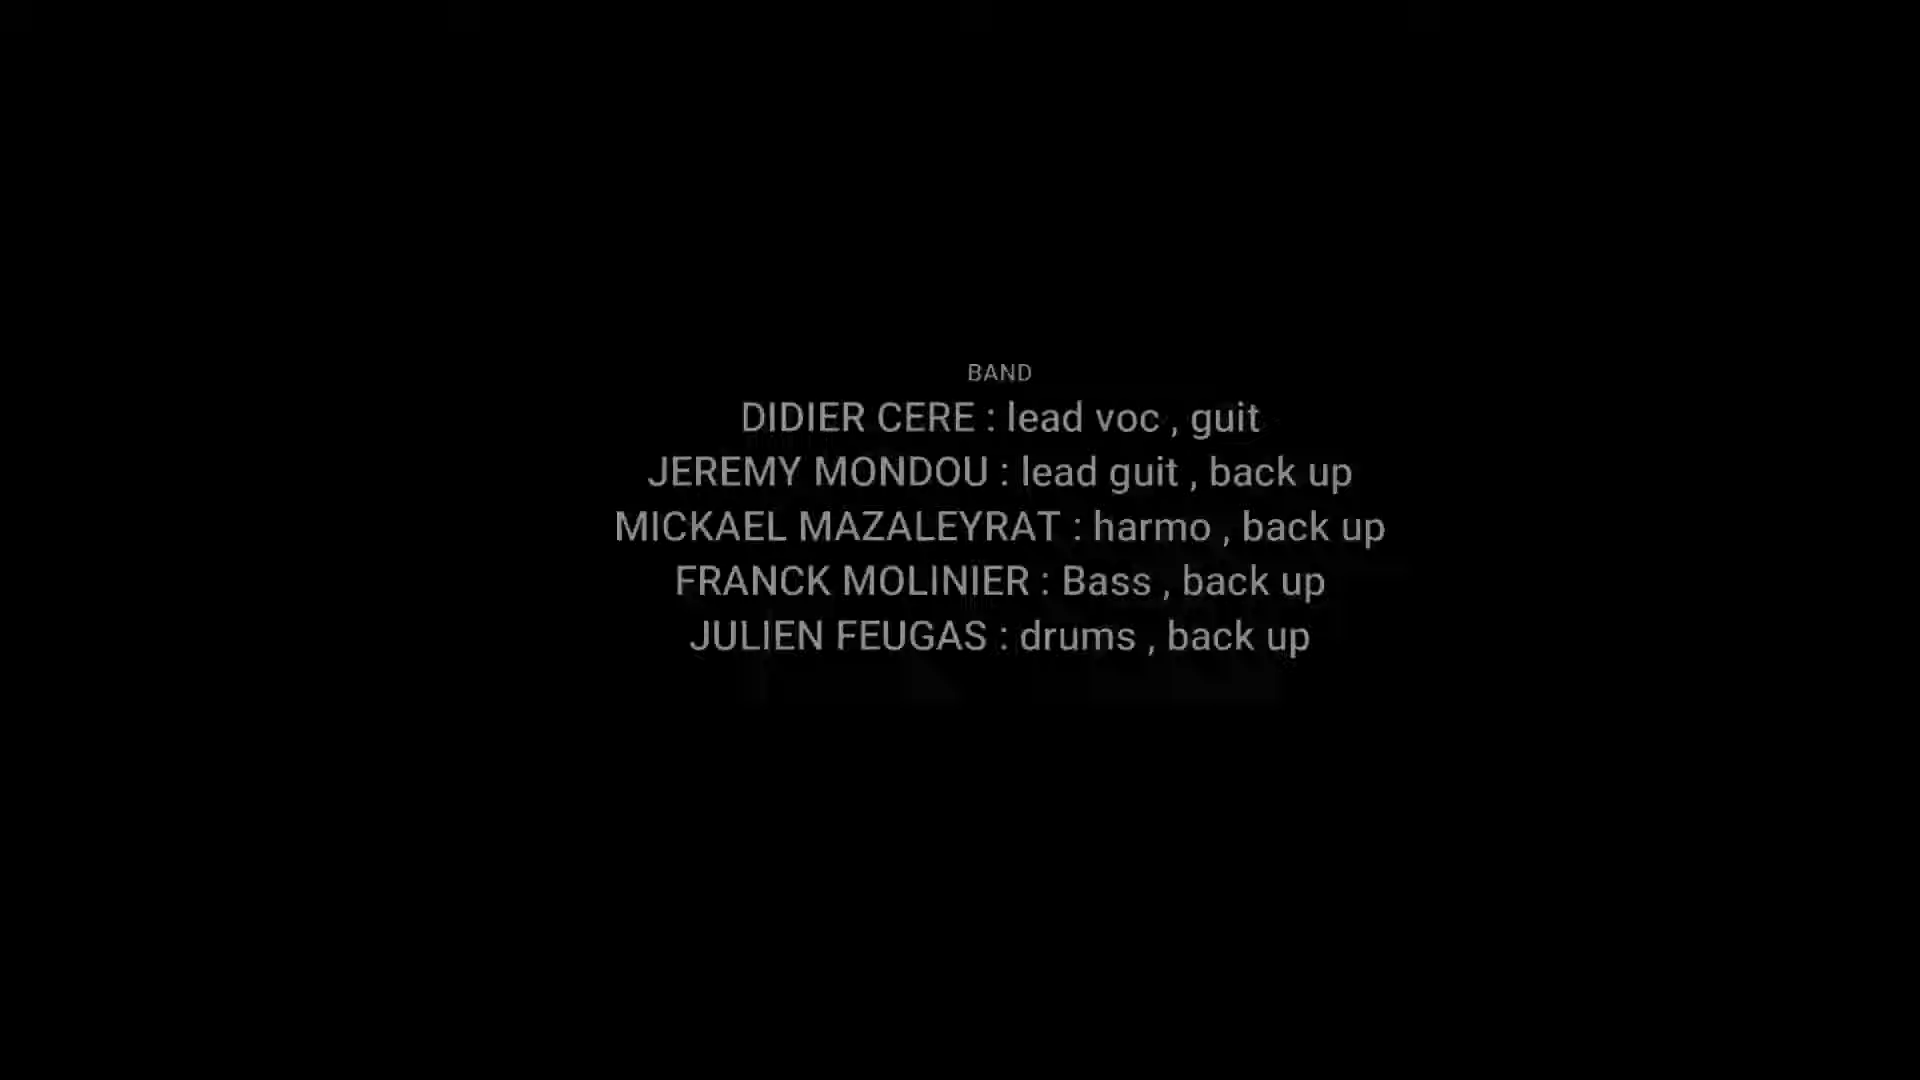 BAND
DIDIER CERE : lead voc , guit
JEREMY MONDOU : lead guit , back up
MICKAEL MAZALEYRAT : harmo , back up
FRANCK MOLINIER : Bass , back up
JULIEN FEUGAS : drums , back up